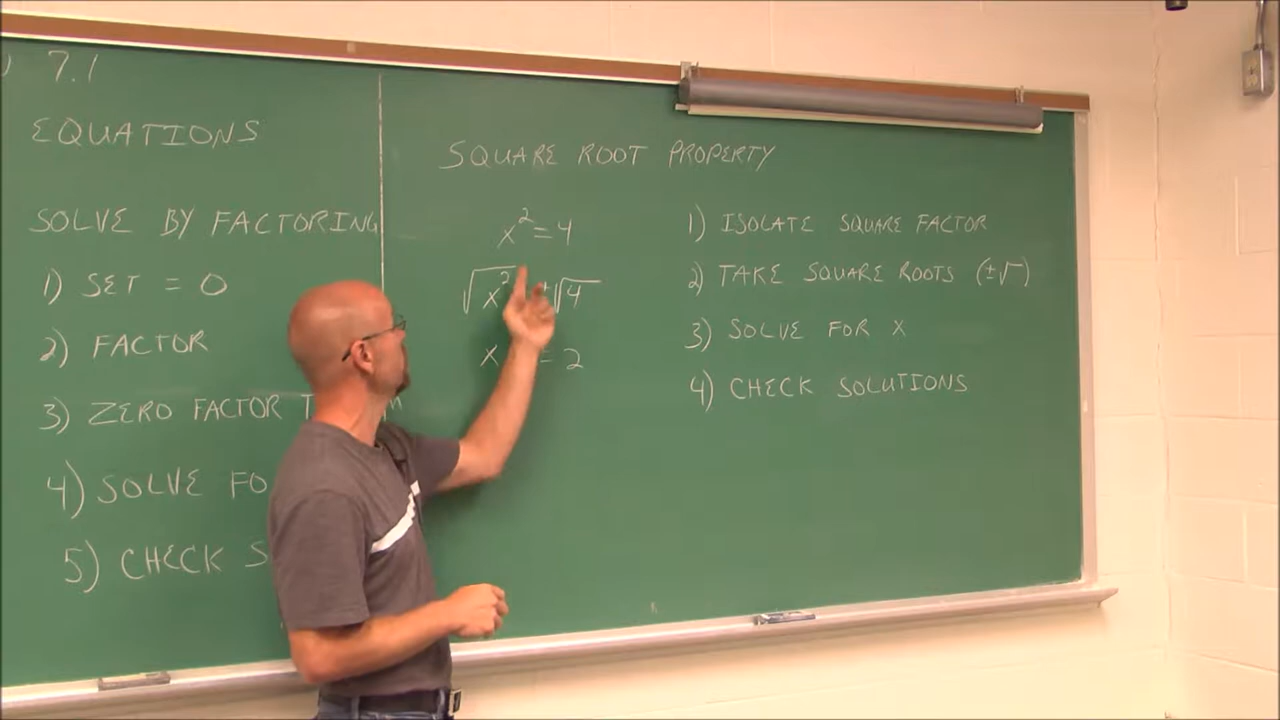 7.1
EQUATIONS
SOLVE BY FACTORING
1) SET = 0
2) FACTOR
3) ZERO FACTOR
4) SOLVE
5) CHECK
SQUARE ROOT PROPERTY
x² = 4
√x² ±√4
x = 2
1) ISOLATE SQUARE FACTOR
2) TAKE SQUARE ROOTS (±√ )
3) SOLVE FOR X
4) CHECK SOLUTIONS